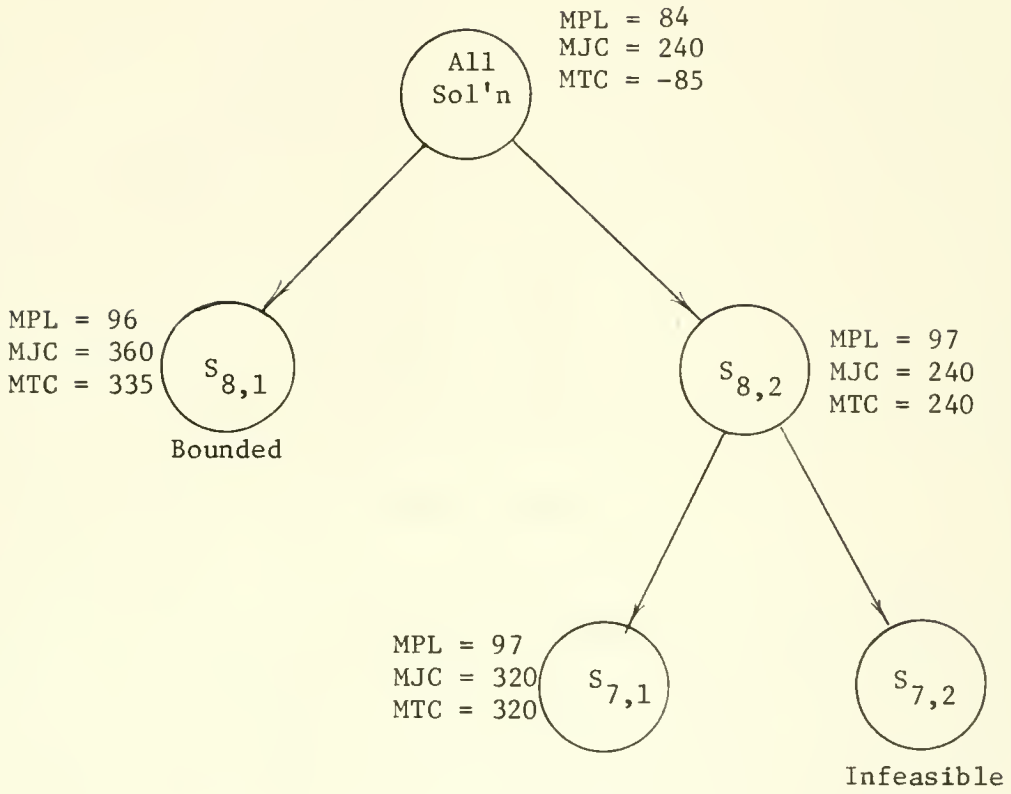 All
Sol'n
MPL = 84
MJC = 240
MTC = -85
MPL = 96
MJC = 360
MTC = 335
S8,1
Bounded
S8,2
MPL = 97
MJC = 240
MTC = 240
MPL = 97
MJC = 320
MTC = 320
S7,1
S7,2
Infeasible